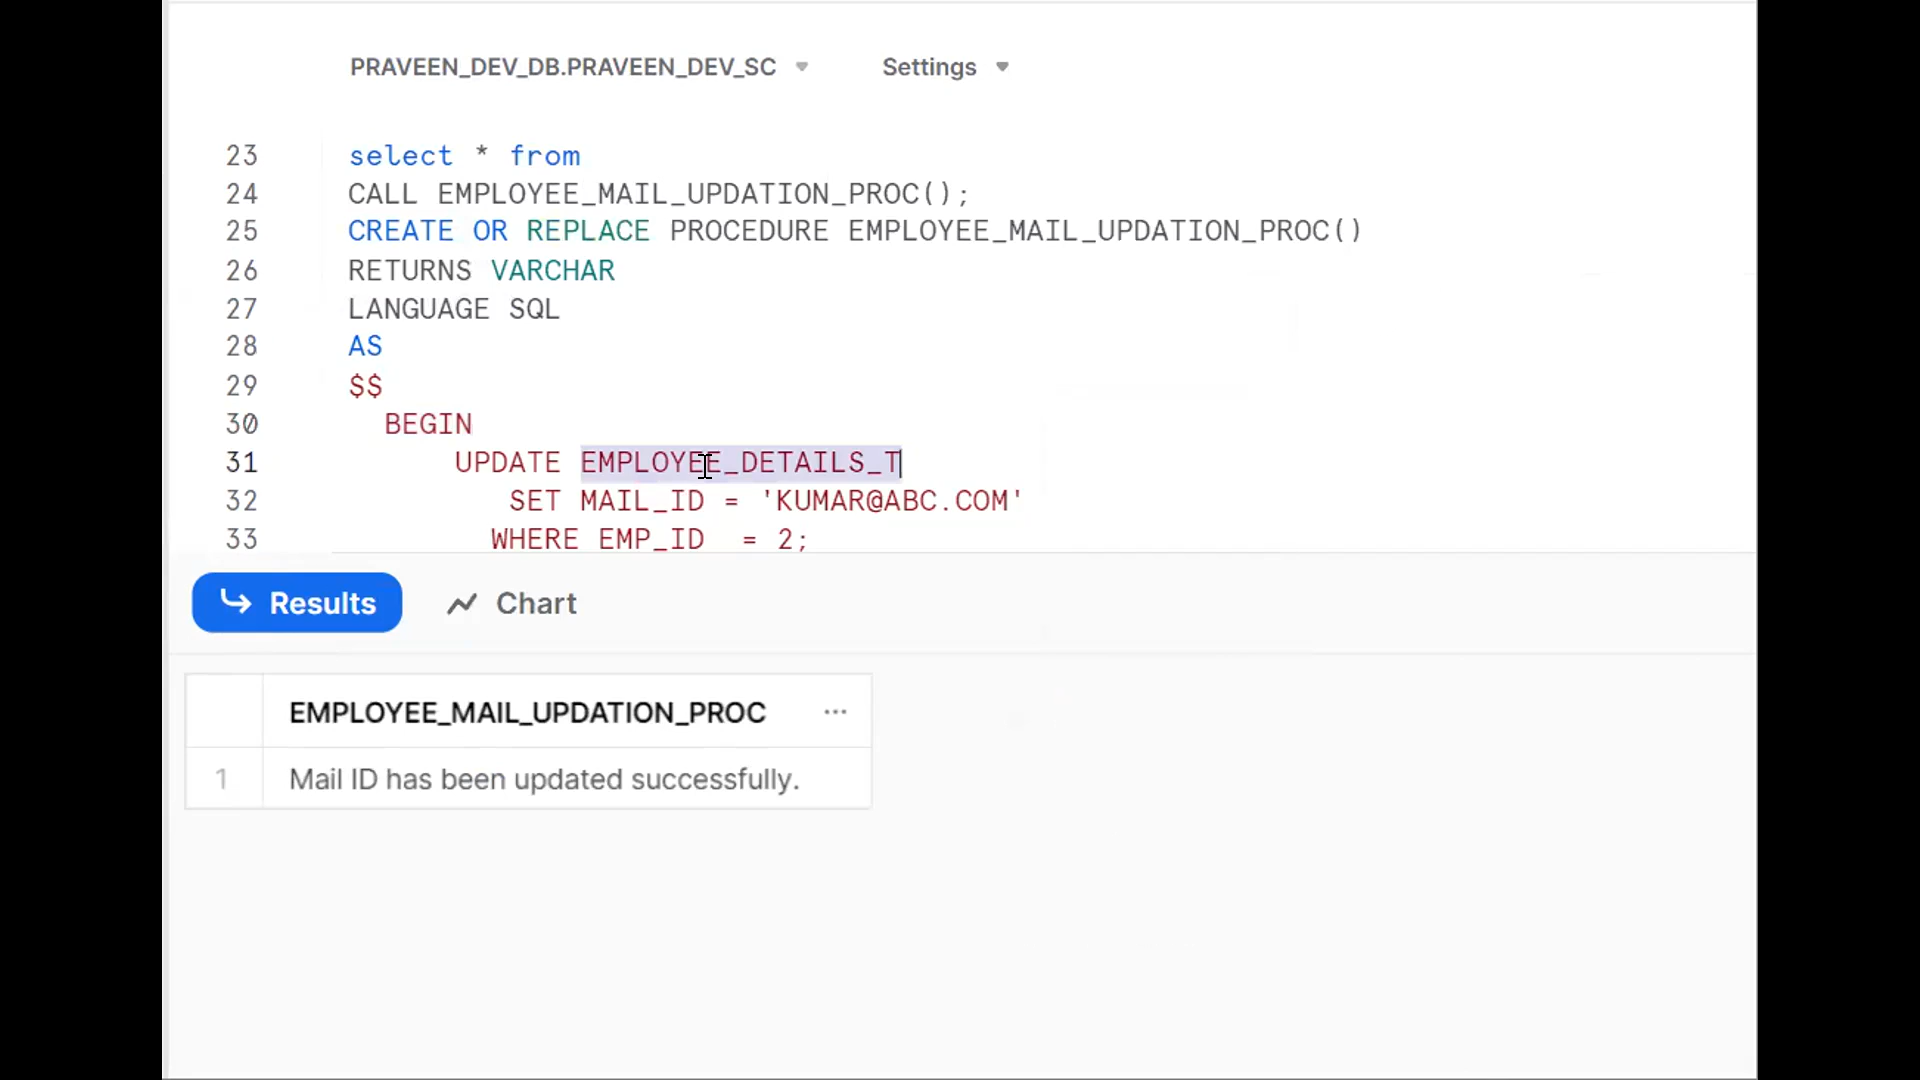 PRAVEEN_DEV_DB.PRAVEEN_DEV_SC Settings
23 select * from
24 CALL EMPLOYEE_MAIL_UPDATION_PROC();
25 CREATE OR REPLACE PROCEDURE EMPLOYEE_MAIL_UPDATION_PROC()
26 RETURNS VARCHAR
27 LANGUAGE SQL
28 AS
29 $$
30 BEGIN
31 UPDATE EMPLOYEE_DETAILS_T
32 SET MAIL_ID = 'KUMAR@ABC.COM'
33 WHERE EMP_ID = 2;
Results Chart
EMPLOYEE_MAIL_UPDATION_PROC ...
1 Mail ID has been updated successfully.